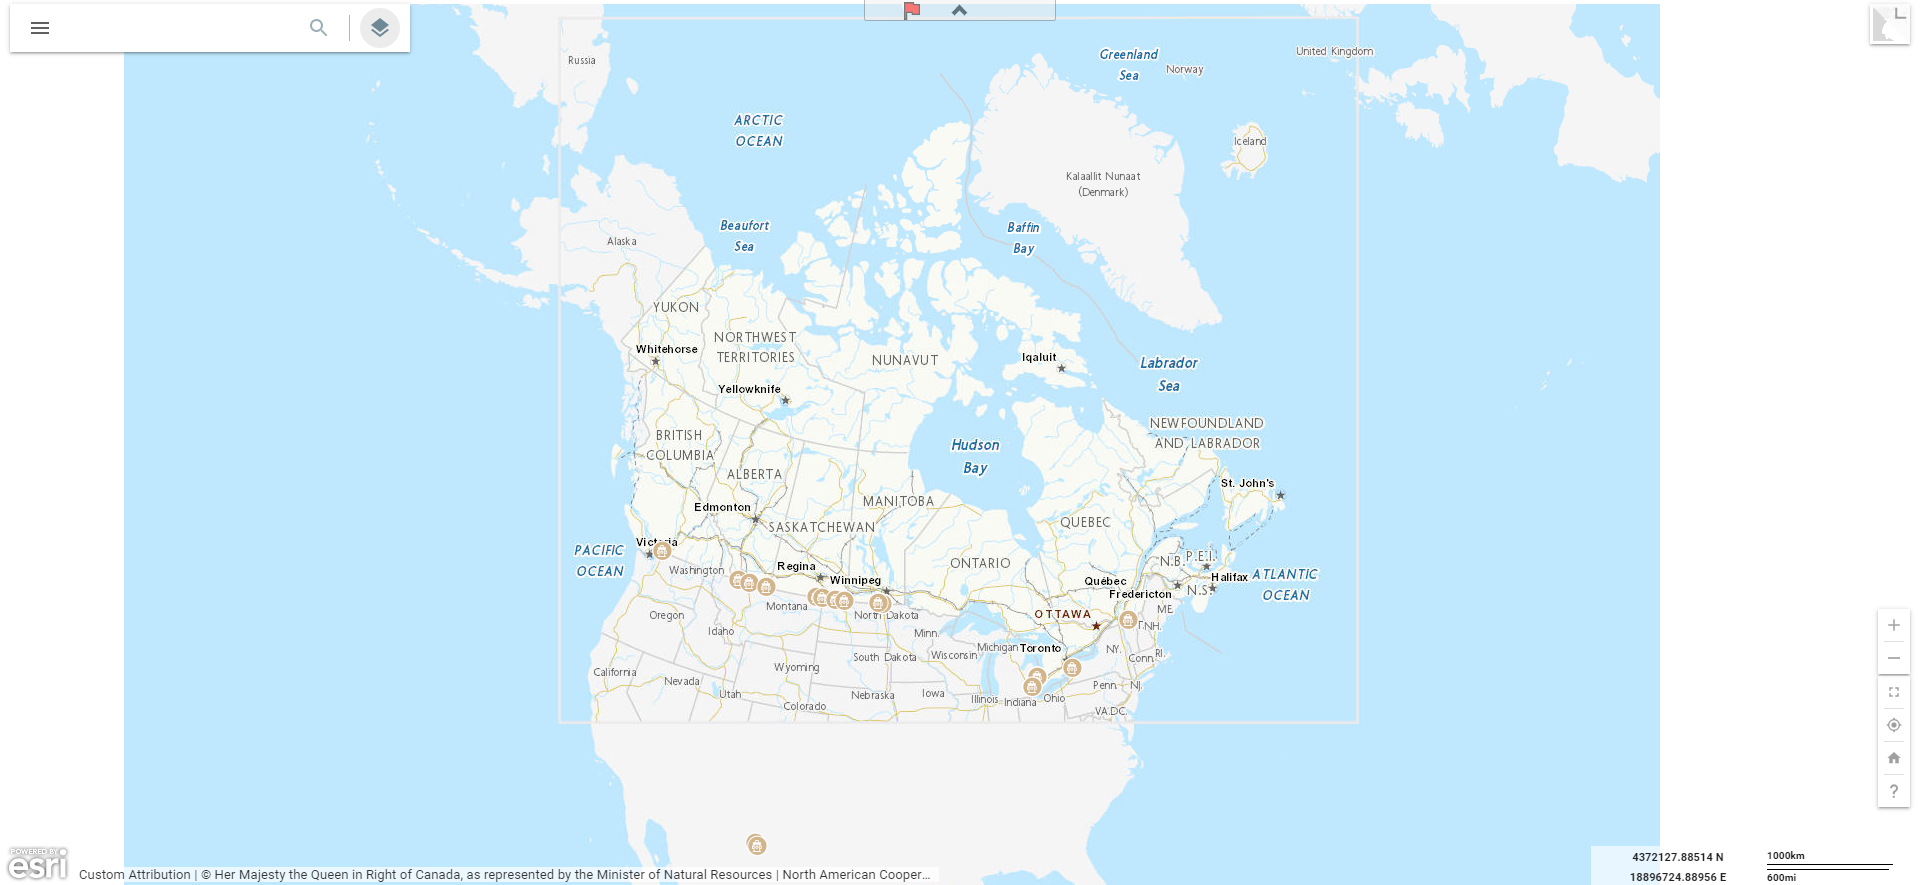 Greenland
Sea
Norway
United Kingdom
Russia
ARCTIC
OCEAN
Iceland
Kalaallit Nunaat
(Denmark)
Beaufort
Sea
Baffin
Bay
Alaska
YUKON
NORTHWEST
TERRITORIES
Whitehorse
NUNAVUT
Iqaluit
Labrador
Sea
Yellowknife
NEWFOUNDLAND
AND LABRADOR
BRITISH
COLUMBIA
Hudson
Bay
ALBERTA
St. John's
MANITOBA
Edmonton
SASKATCHEWAN
QUEBEC
Victoria
PACIFIC
OCEAN
Washington
Regina
Winnipeg
ONTARIO
N.B.
P.E.I.
Québec
Halifax
ATLANTIC
OCEAN
Fredericton
N.S.
Montana
North Dakota
OTTAWA
ME.
Oregon
Idaho
Minn.
T.
NH.
Michigan
Toronto
NY.
South Dakota
Wisconsin
Conn.
RI.
Wyoming
California
Nevada
Utah
Nebraska
Iowa
Illinois
Indiana
Ohio
Penn.
NJ.
Colorado
VA.
DC.
POWERED BY
esri
Custom Attribution | © Her Majesty the Queen in Right of Canada, as represented by the Minister of Natural Resources | North American Cooper...
4372127.88514 N
18896724.88956 E
1000km
600mi